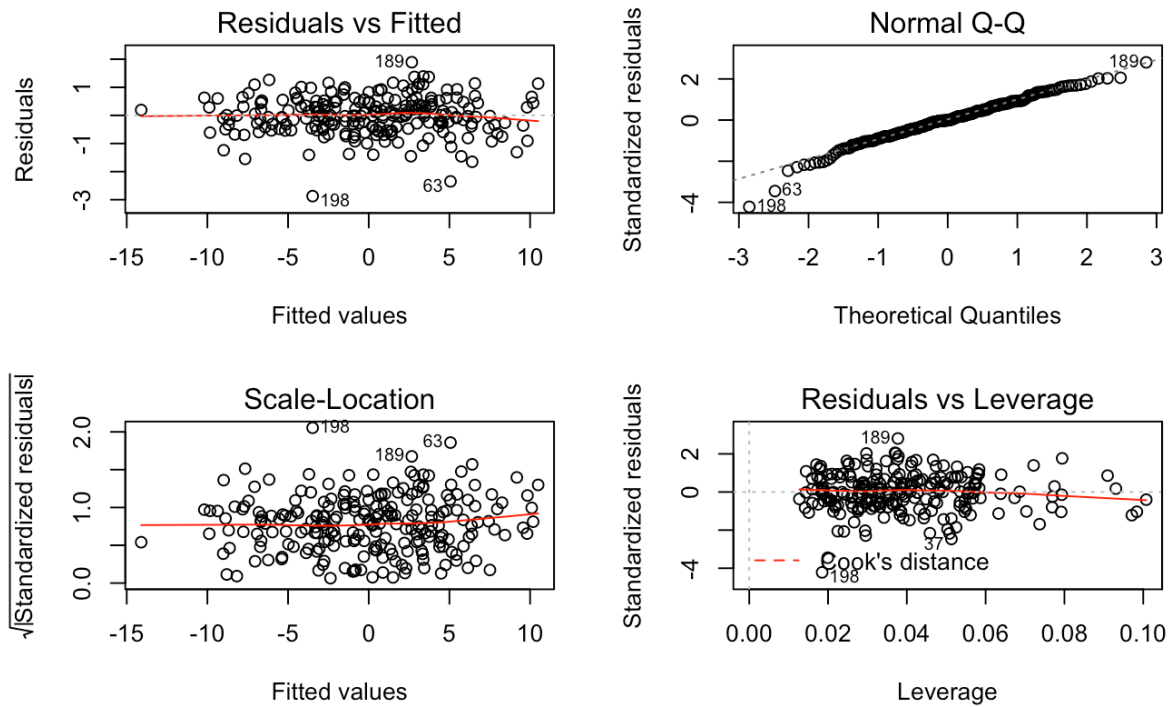 Residuals vs Fitted
Residuals
1
-1
-3
189
63
198
-15 -10 -5 0 5 10
Fitted values
Normal Q-Q
Standardized residuals
2
0
-4
189
63
198
-3 -2 -1 0 1 2 3
Theoretical Quantiles
Scale-Location
√|Standardized residuals|
2.0
1.0
0.0
198
63
189
-15 -10 -5 0 5 10
Fitted values
Residuals vs Leverage
Standardized residuals
2
0
-4
189
37
Cook's distance
198
0.00 0.02 0.04 0.06 0.08 0.10
Leverage